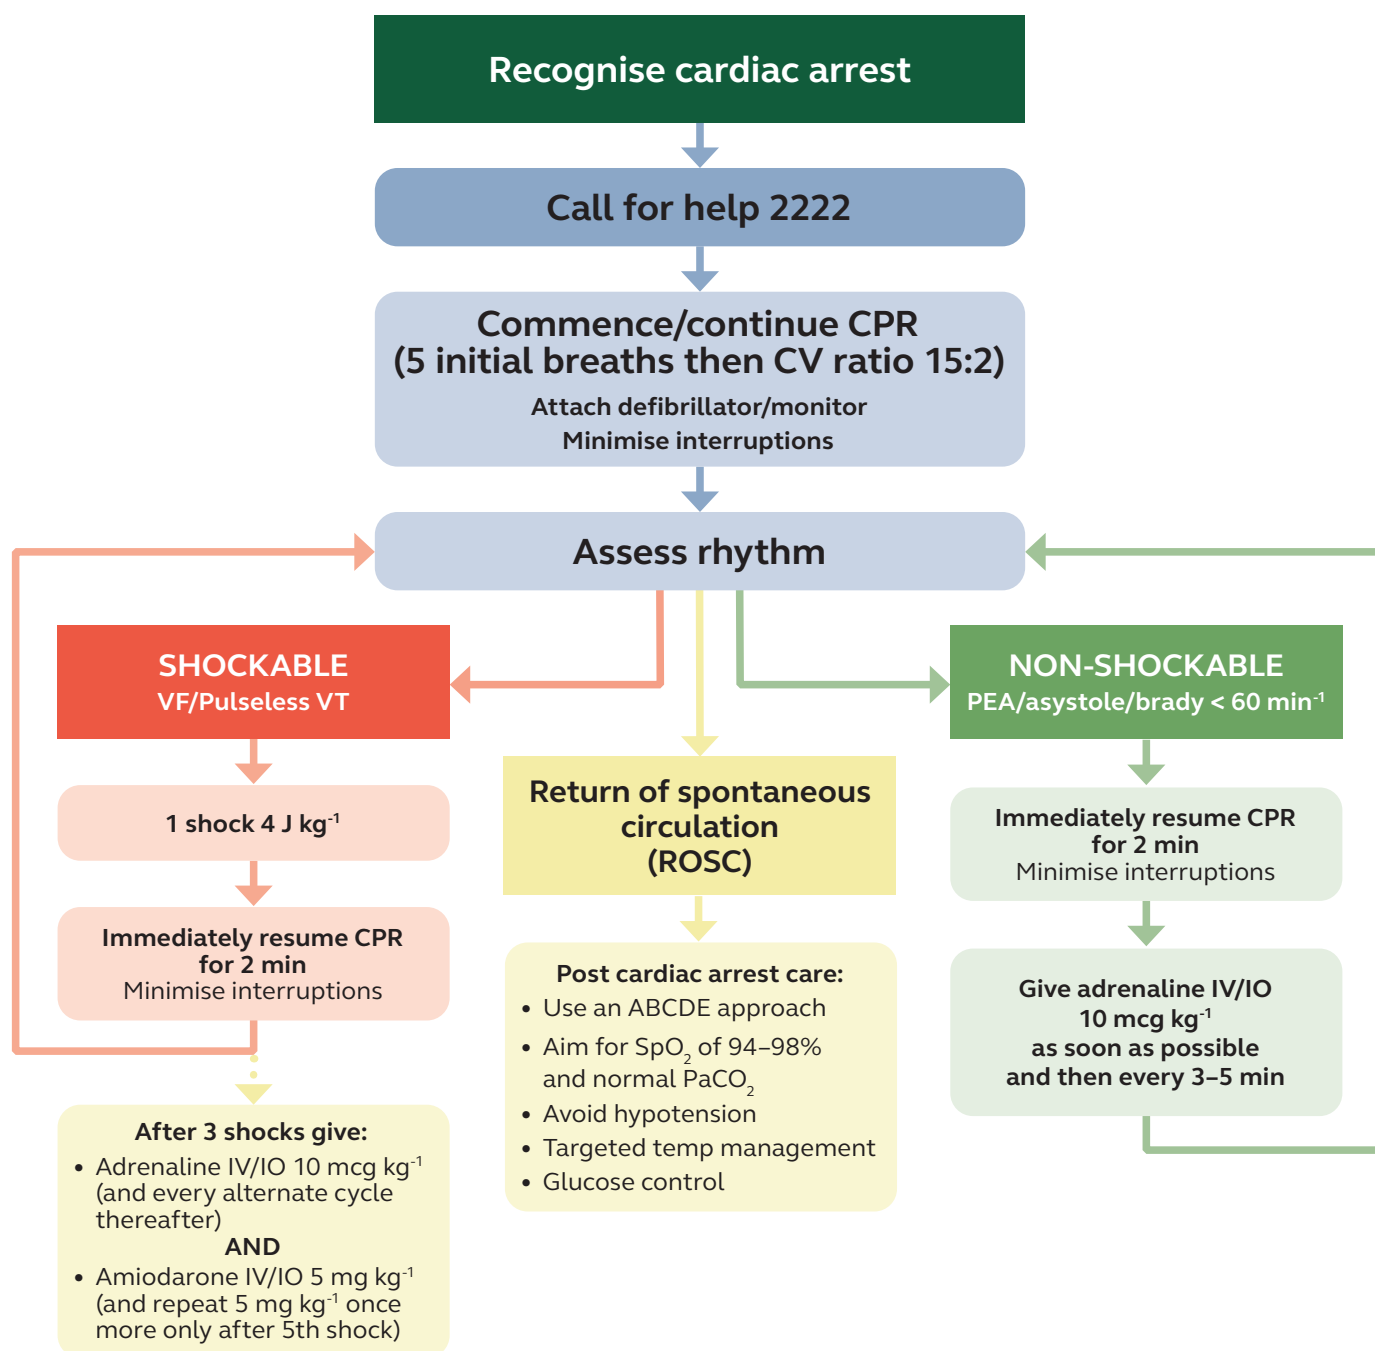 Recognise cardiac arrest
Call for help 2222
Commence/continue CPR
(5 initial breaths then CV ratio 15:2)
Attach defibrillator/monitor
Minimise interruptions
Assess rhythm
SHOCKABLE
VF/Pulseless VT
1 shock 4 J kg⁻¹
Immediately resume CPR
for 2 min
Minimise interruptions
After 3 shocks give:
• Adrenaline IV/IO 10 mcg kg⁻¹
(and every alternate cycle
thereafter)
AND
• Amiodarone IV/IO 5 mg kg⁻¹
(and repeat 5 mg kg⁻¹ once
more only after 5th shock)
Return of spontaneous
circulation
(ROSC)
Post cardiac arrest care:
• Use an ABCDE approach
• Aim for SpO₂ of 94–98%
and normal PaCO₂
• Avoid hypotension
• Targeted temp management
• Glucose control
NON-SHOCKABLE
PEA/asystole/brady < 60 min⁻¹
Immediately resume CPR
for 2 min
Minimise interruptions
Give adrenaline IV/IO
10 mcg kg⁻¹
as soon as possible
and then every 3–5 min